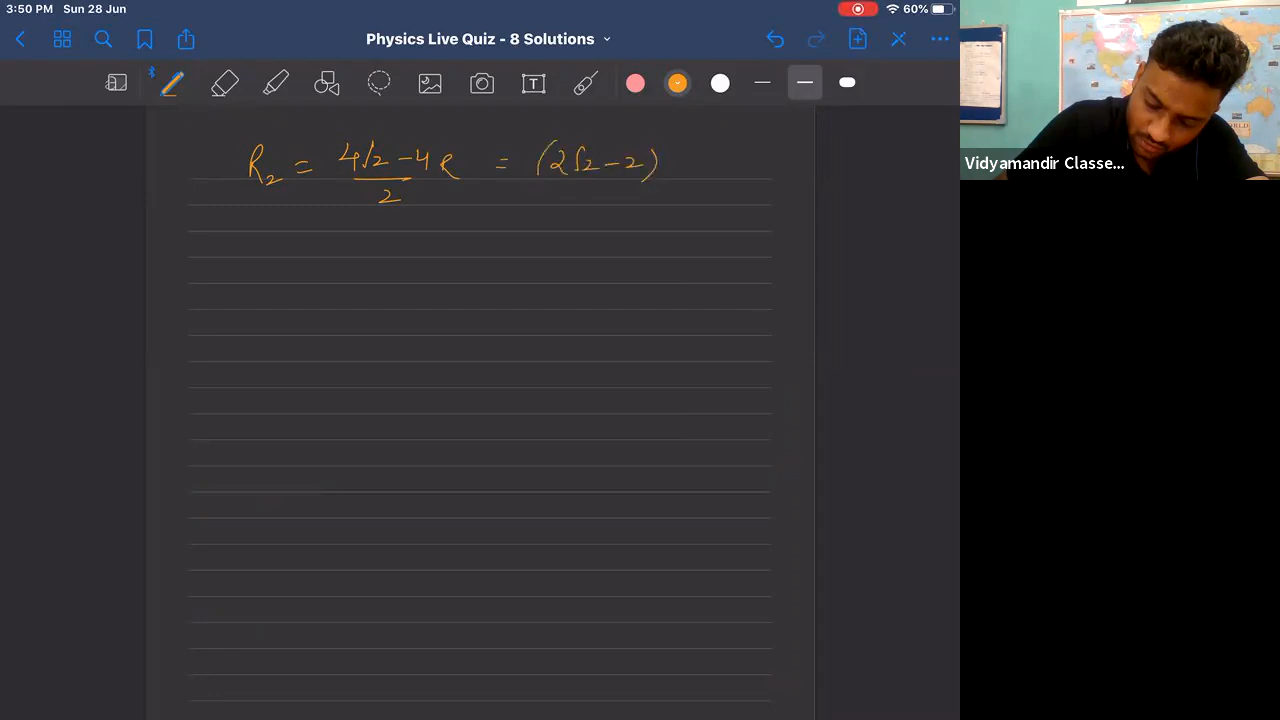 3:50 PM Sun 28 Jun
60%
Physics Live Quiz - 8 Solutions
T
R₂ = (4√2 - 4R)/2 = (2√2 - 2)
Vidyamandir Classe...